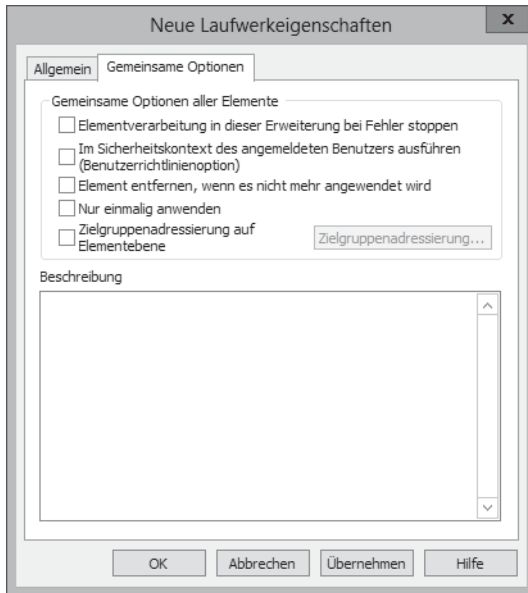 Neue Laufwerkeigenschaften
x
Allgemein
Gemeinsame Optionen
Gemeinsame Optionen aller Elemente
Elementverarbeitung in dieser Erweiterung bei Fehler stoppen
Im Sicherheitskontext des angemeldeten Benutzers ausführen
(Benutzerrichtlinienoption)
Element entfernen, wenn es nicht mehr angewendet wird
Nur einmalig anwenden
Zielgruppenadressierung auf
Elementebene
Zielgruppenadressierung...
Beschreibung
OK
Abbrechen
Übernehmen
Hilfe